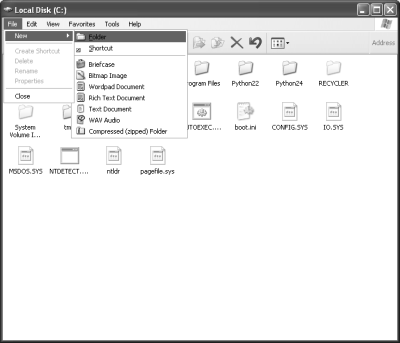 Local Disk (C:)
File Edit View Favorites Tools Help
New
Create Shortcut
Delete
Rename
Properties
Close
Folder
Shortcut
Briefcase
Bitmap Image
Wordpad Document
Rich Text Document
Text Document
WAV Audio
Compressed (zipped) Folder
Address
rogram Files Python22 Python24 RECYCLER
System
Volume I... tm UTOEXEC.... boot.ini CONFIG.SYS IO.SYS
MSDOS.SYS NTDETECT.... ntldr pagefile.sys